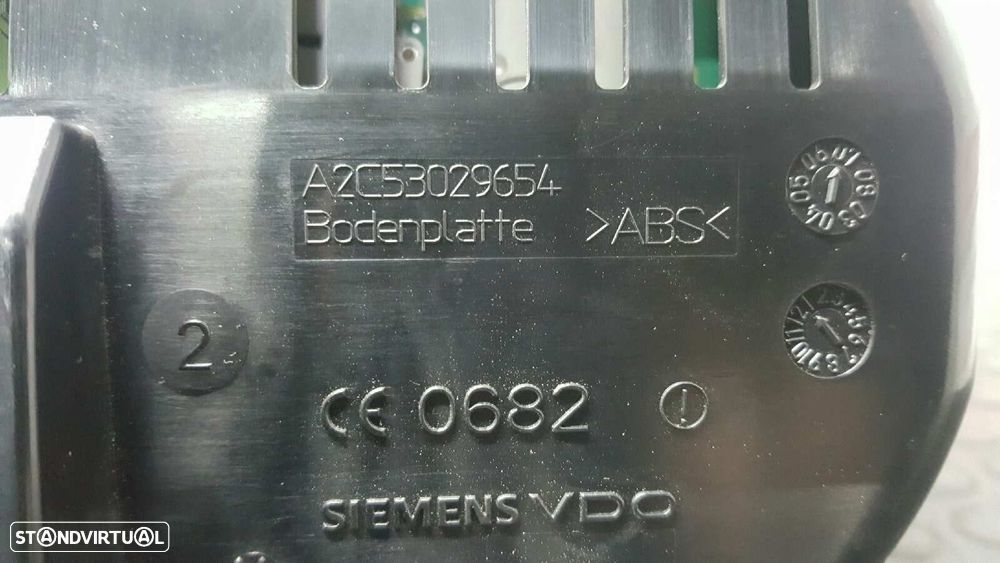 A2C53029654
Bodenplatte >ABS<
2
CE 0682
SIEMENS VDO
STANDVIRTUAL